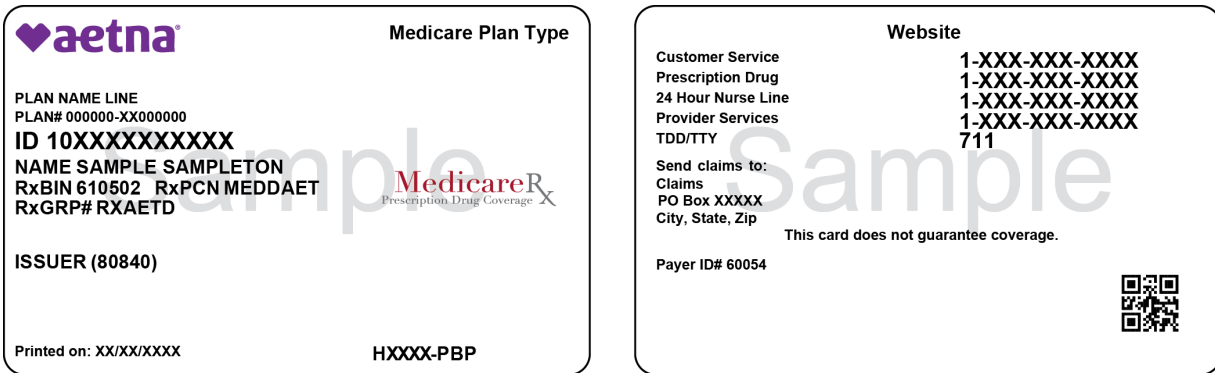 aetna®
Medicare Plan Type
PLAN NAME LINE
PLAN# 000000-XX000000
ID 10XXXXXXXXXX
NAME SAMPLE SAMPLETON
RxBIN 610502 RxPCN MEDDAET
RxGRP# RXAETD
MedicareRx
Prescription Drug Coverage
ISSUER (80840)
Printed on: XX/XX/XXXX
HXXXX-PBP
Sample
Website
Customer Service 1-XXX-XXX-XXXX
Prescription Drug 1-XXX-XXX-XXXX
24 Hour Nurse Line 1-XXX-XXX-XXXX
Provider Services 1-XXX-XXX-XXXX
TDD/TTY 711
Send claims to:
Claims
PO Box XXXXX
City, State, Zip
This card does not guarantee coverage.
Payer ID# 60054
Sample